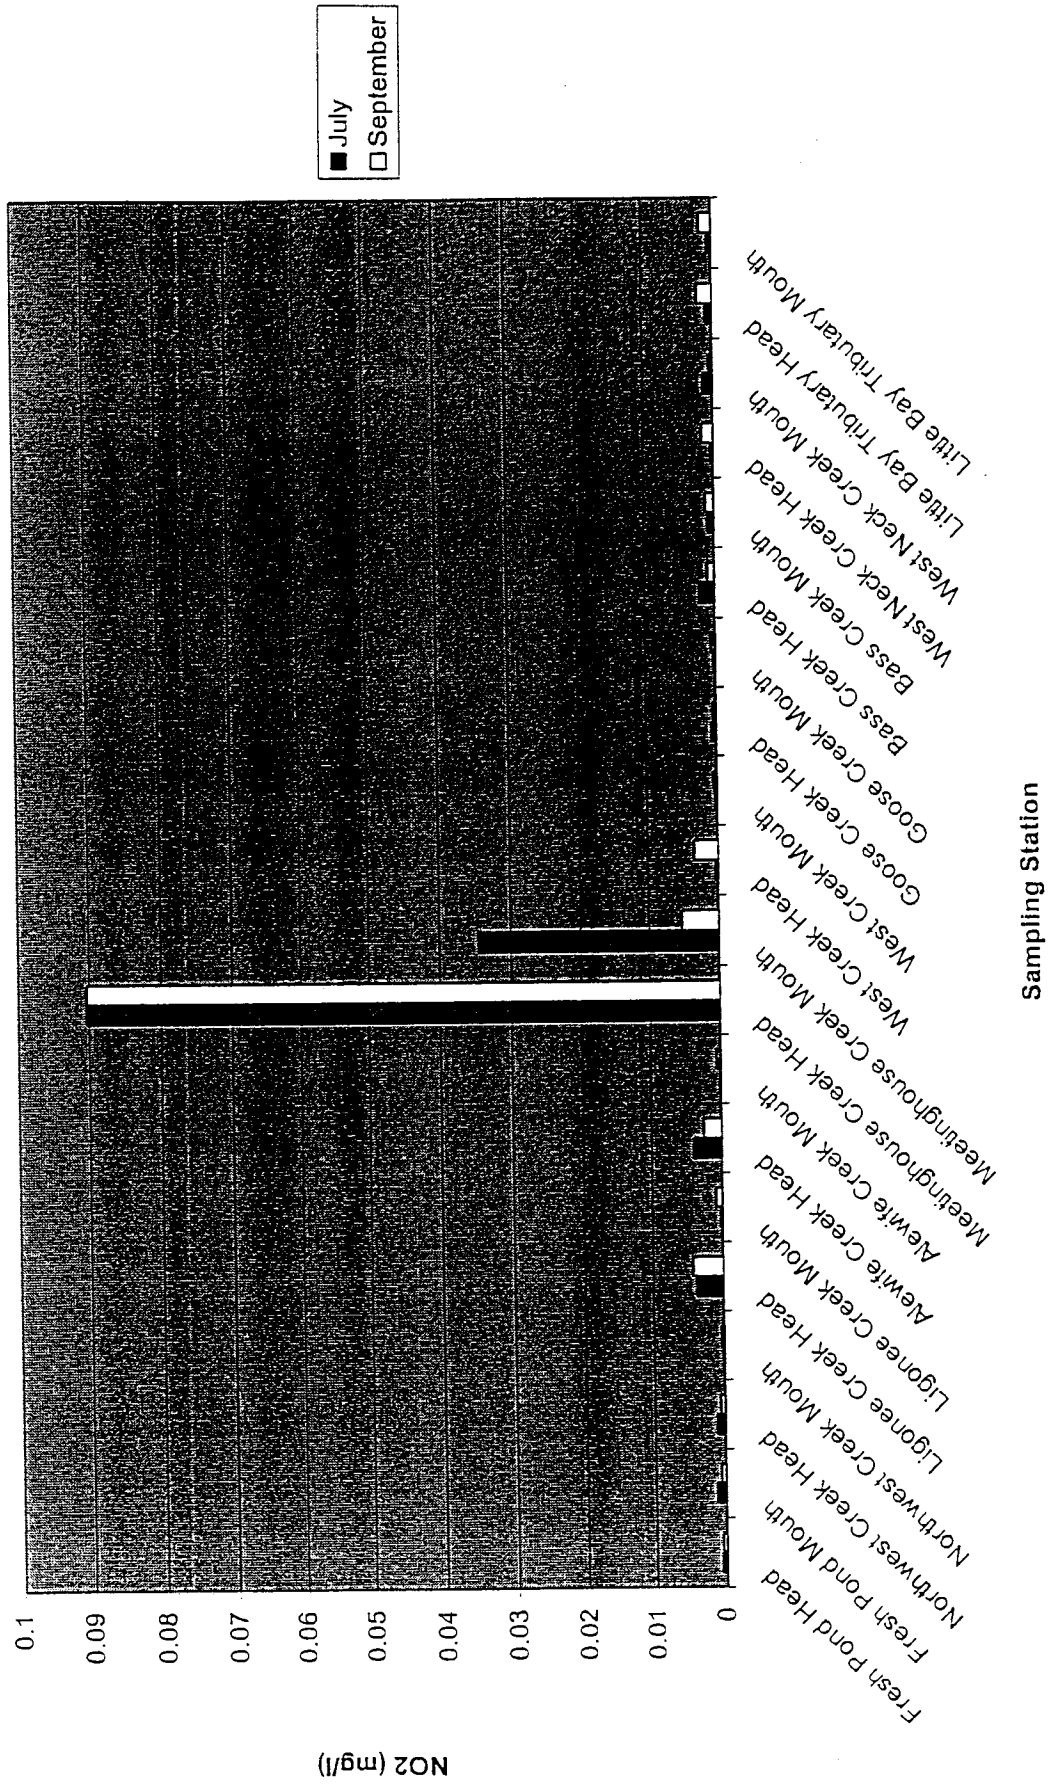 NO2 (mg/l)
0.1
0.09
0.08
0.07
0.06
0.05
0.04
0.03
0.02
0.01
0
Fresh Pond Head
Fresh Pond Mouth
Northwest Creek Head
Northwest Creek Mouth
Ligonee Creek Head
Ligonee Creek Mouth
Alewife Creek Head
Alewife Creek Mouth
Meetinghouse Creek Head
Meetinghouse Creek Mouth
West Creek Head
West Creek Mouth
Goose Creek Head
Goose Creek Mouth
Bass Creek Head
Bass Creek Mouth
West Neck Creek Head
West Neck Creek Mouth
Little Bay Tributary Head
Little Bay Tributary Mouth
Sampling Station
July
September